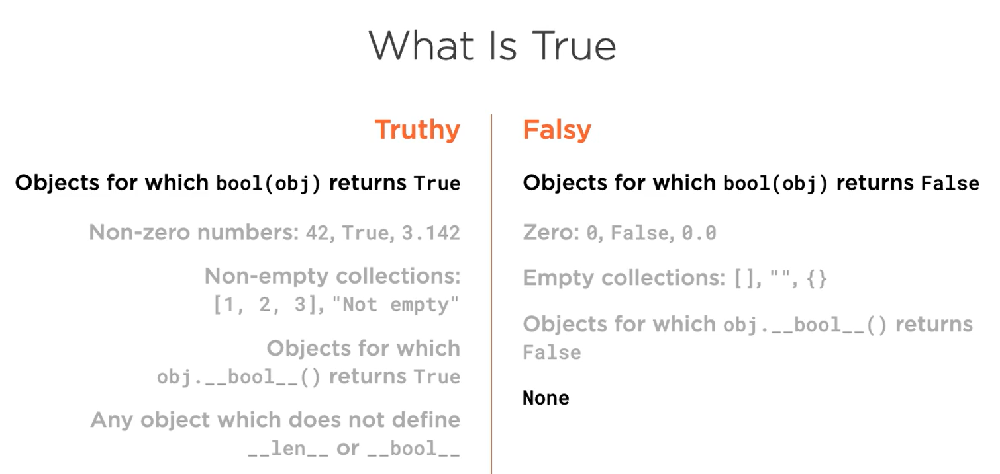 What Is True
Truthy
Objects for which bool(obj) returns True
Non-zero numbers: 42, True, 3.142
Non-empty collections:
[1, 2, 3], "Not empty"
Objects for which
obj.__bool__() returns True
Any object which does not define
__len__ or __bool__
Falsy
Objects for which bool(obj) returns False
Zero: 0, False, 0.0
Empty collections: [], "", {}
Objects for which obj.__bool__() returns
False
None